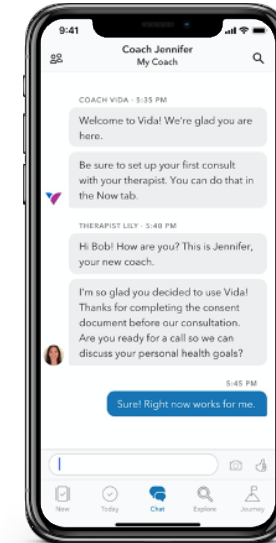 9:41
Coach Jennifer
My Coach
COACH VIDA · 5:35 PM
Welcome to Vida! We're glad you are
here.
Be sure to set up your first consult
with your therapist. You can do that in
the Now tab.
THERAPIST LILY · 5:40 PM
Hi Bob! How are you? This is Jennifer,
your new coach.
I'm so glad you decided to use Vida!
Thanks for completing the consent
document before our consultation.
Are you ready for a call so we can
discuss your personal health goals?
5:45 PM
Sure! Right now works for me.
Now Today Chat Explore Journey